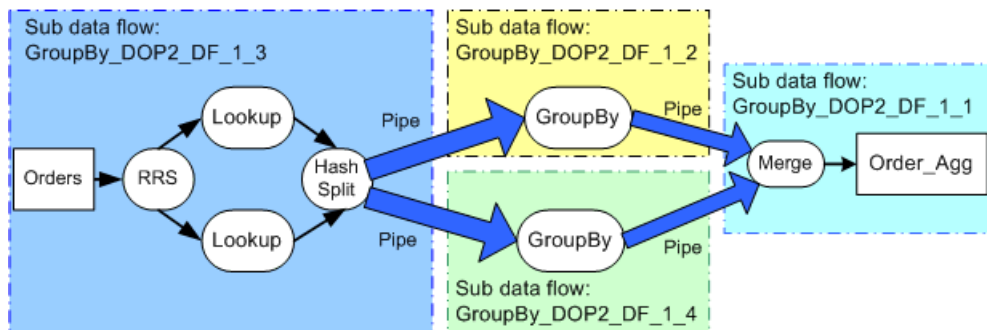 Sub data flow:
GroupBy_DOP2_DF_1_3
Lookup
Orders
RRS
Hash
Split
Lookup
Pipe
Pipe
Sub data flow:
GroupBy_DOP2_DF_1_2
GroupBy
Pipe
GroupBy
Pipe
Sub data flow:
GroupBy_DOP2_DF_1_4
Sub data flow:
GroupBy_DOP2_DF_1_1
Merge
Order_Agg